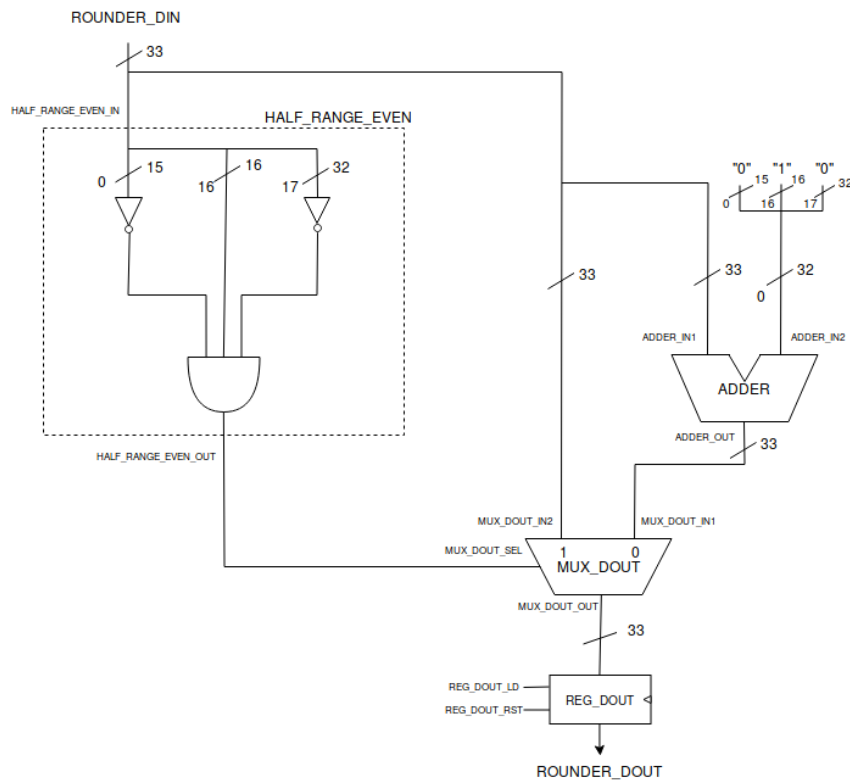 ROUNDER_DIN
33
HALF_RANGE_EVEN_IN
HALF_RANGE_EVEN
0 15
16 16
17 32
"0" "1" "0"
0 15
16 16
17 32
33
33
0 32
ADDER_IN1
ADDER_IN2
ADDER
ADDER_OUT
33
HALF_RANGE_EVEN_OUT
MUX_DOUT_IN2
MUX_DOUT_IN1
MUX_DOUT_SEL
1 0
MUX_DOUT
MUX_DOUT_OUT
33
REG_DOUT_LD
REG_DOUT
REG_DOUT_RST
ROUNDER_DOUT